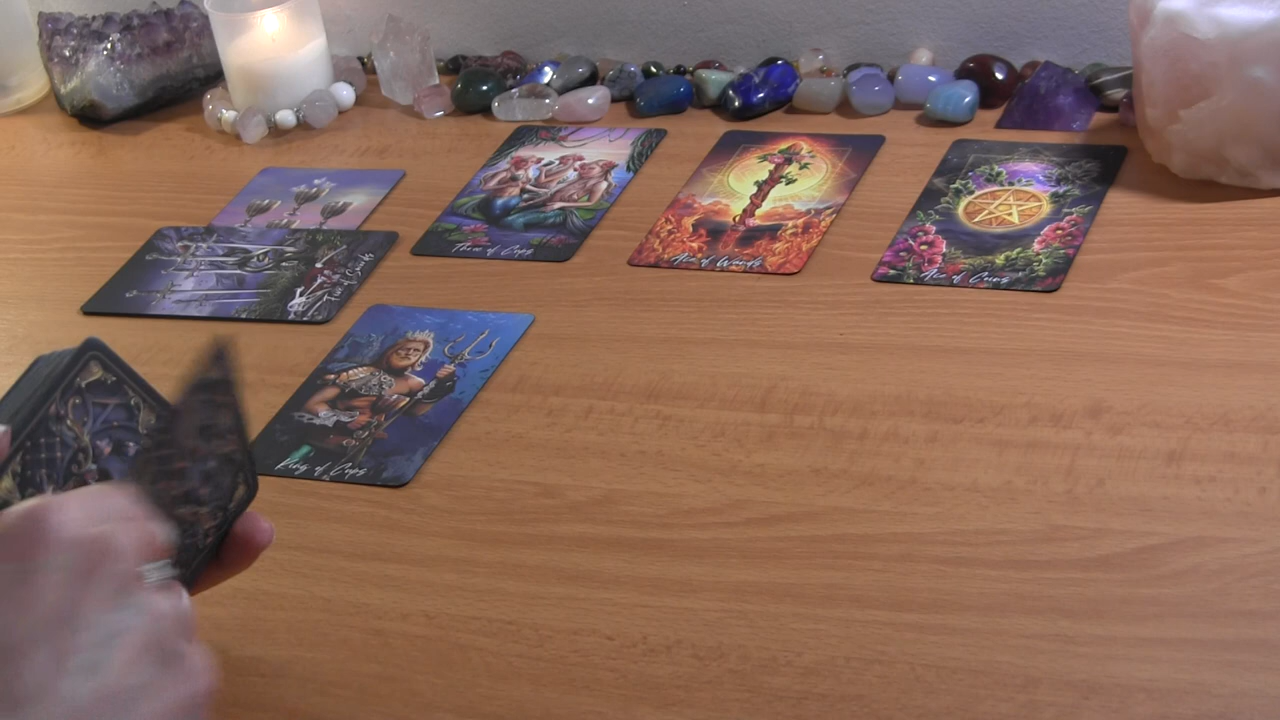 Three of Cups
Ace of Wands
Ace of Coins
King of Cups